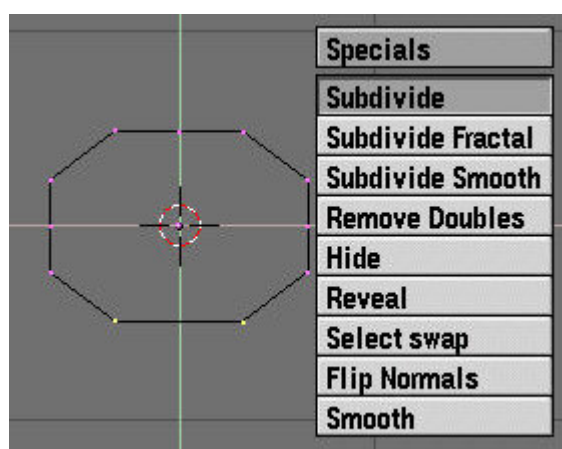 Specials
Subdivide
Subdivide Fractal
Subdivide Smooth
Remove Doubles
Hide
Reveal
Select swap
Flip Normals
Smooth